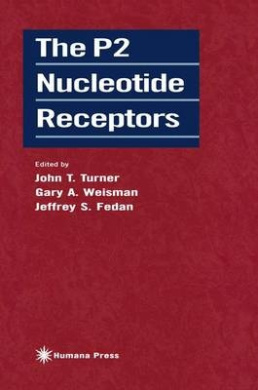 The P2
Nucleotide
Receptors
Edited by
John T. Turner
Gary A. Weisman
Jeffrey S. Fedan
Humana Press